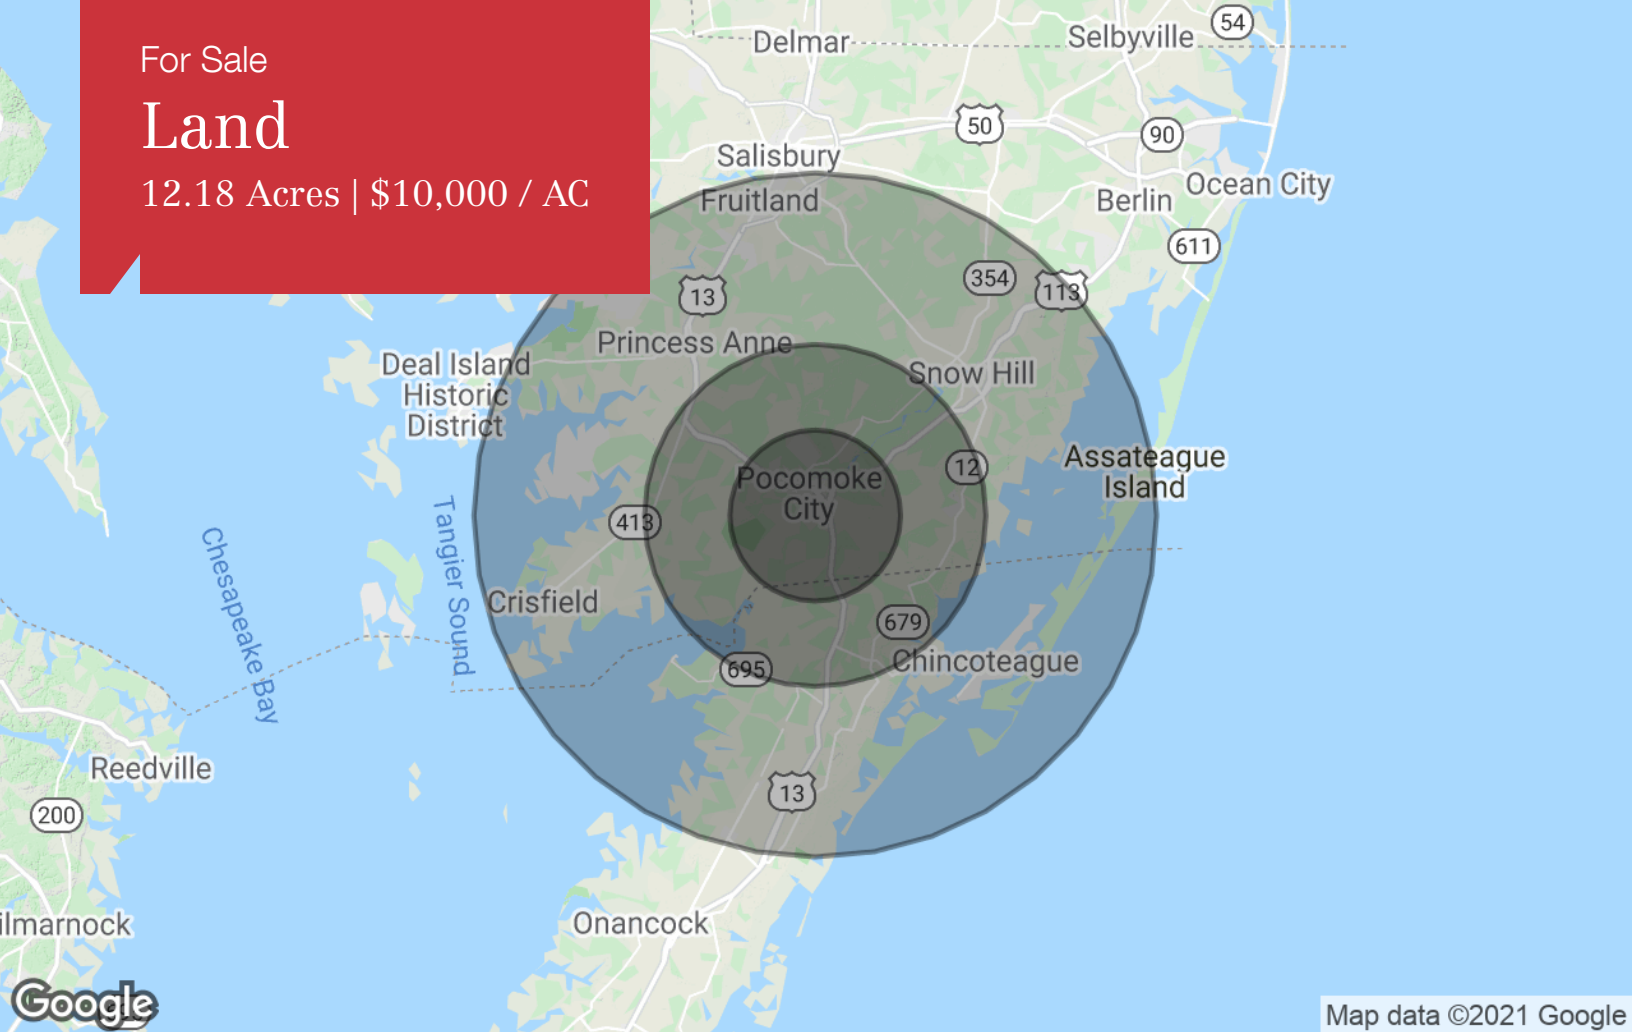 For Sale
Land
12.18 Acres | $10,000 / AC
Delmar
Selbyville
54
50
90
Salisbury
Fruitland
Berlin
Ocean City
611
354
113
13
Princess Anne
Deal Island
Historic
District
Snow Hill
Pocomoke
City
12
Assateague
Island
413
Tangier Sound
Chesapeake Bay
Crisfield
679
Chincoteague
695
Reedville
200
13
ilmarnock
Onancock
Google
Map data ©2021 Google